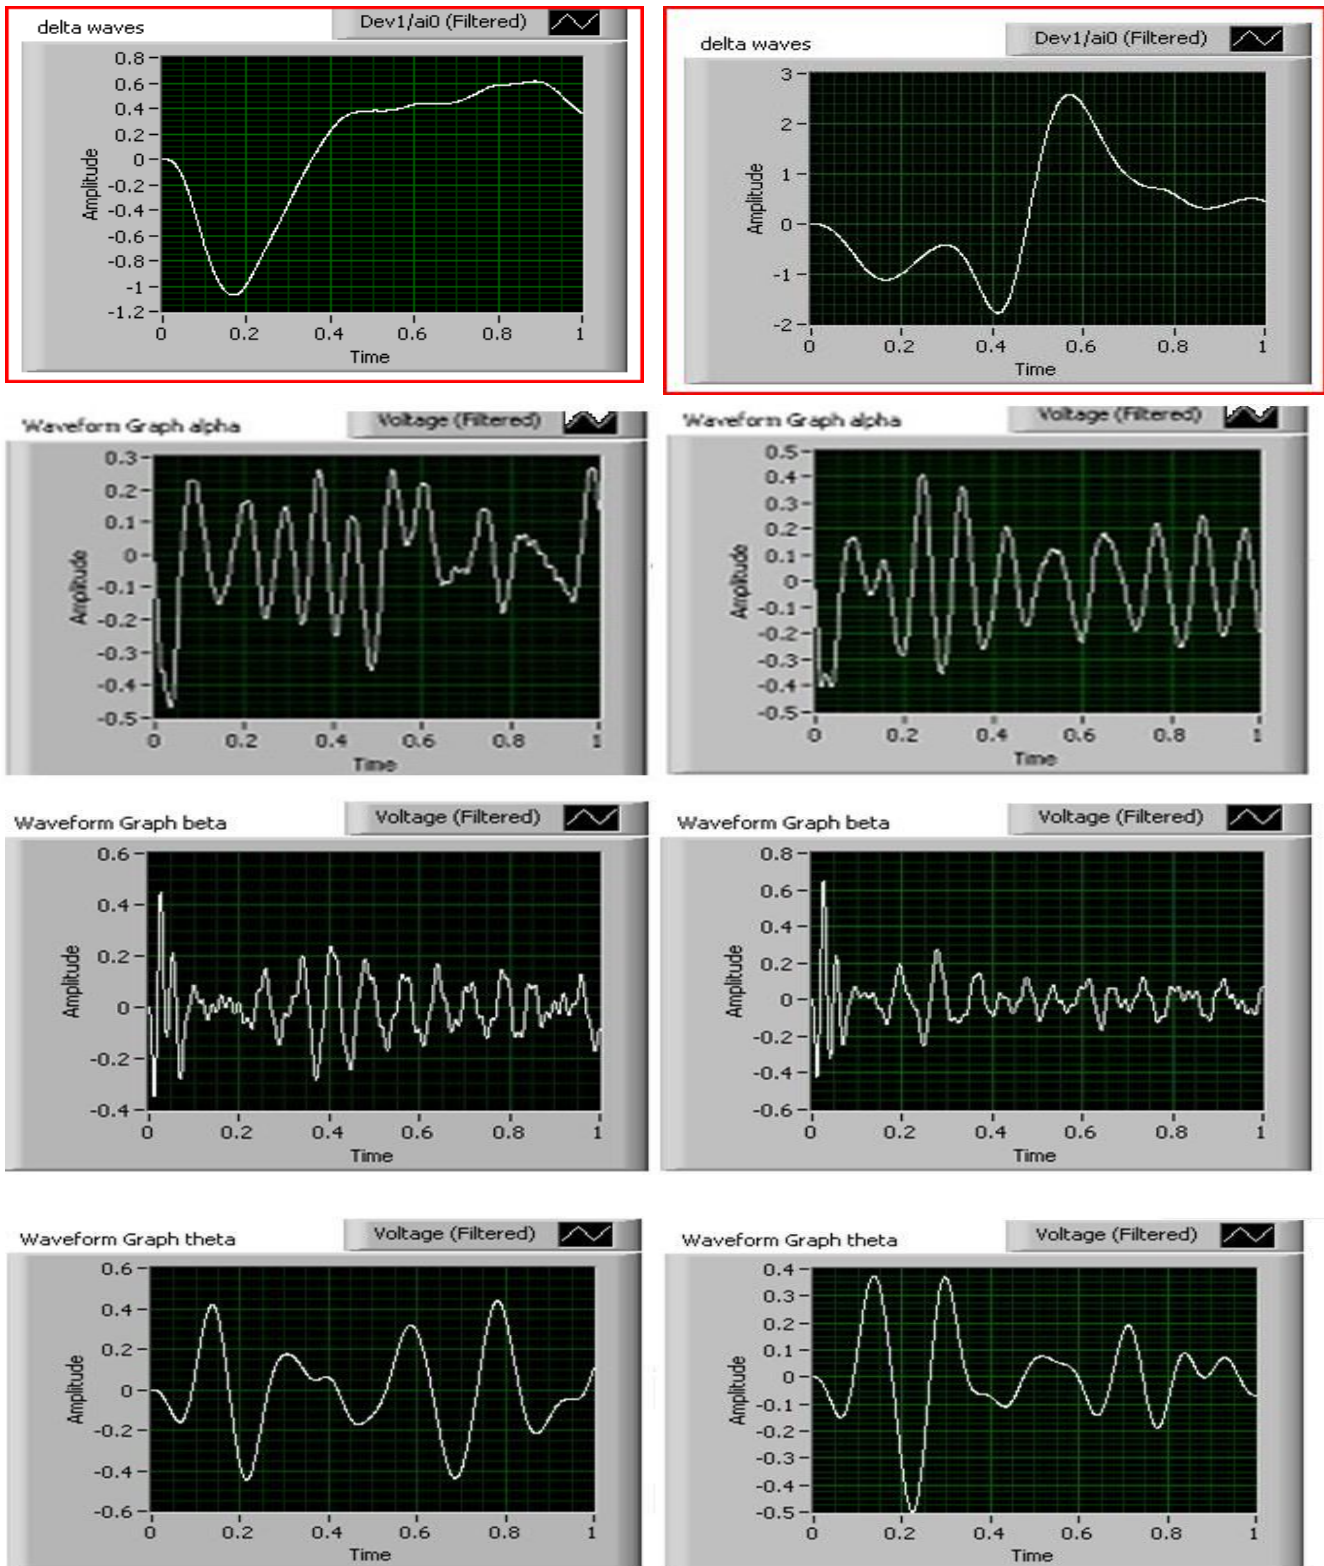 delta waves
Dev1/ai0 (Filtered)
0.8
0.6
0.4
0.2
0
-0.2
-0.4
-0.6
-0.8
-1
-1.2
Amplitude
0 0.2 0.4 0.6 0.8 1
Time
delta waves
Dev1/ai0 (Filtered)
3
2
1
0
-1
-2
Amplitude
0 0.2 0.4 0.6 0.8 1
Time
Waveform Graph alpha
Voltage (Filtered)
0.3
0.2
0.1
0
-0.1
-0.2
-0.3
-0.4
-0.5
Amplitude
0 0.2 0.4 0.6 0.8 1
Time
Waveform Graph alpha
Voltage (Filtered)
0.5
0.4
0.3
0.2
0.1
0
-0.1
-0.2
-0.3
-0.4
-0.5
Amplitude
0 0.2 0.4 0.6 0.8 1
Time
Waveform Graph beta
Voltage (Filtered)
0.6
0.4
0.2
0
-0.2
-0.4
Amplitude
0 0.2 0.4 0.6 0.8 1
Time
Waveform Graph beta
Voltage (Filtered)
0.8
0.6
0.4
0.2
0
-0.2
-0.4
-0.6
Amplitude
0 0.2 0.4 0.6 0.8 1
Time
Waveform Graph theta
Voltage (Filtered)
0.6
0.4
0.2
0
-0.2
-0.4
-0.6
Amplitude
0 0.2 0.4 0.6 0.8 1
Time
Waveform Graph theta
Voltage (Filtered)
0.4
0.3
0.2
0.1
0
-0.1
-0.2
-0.3
-0.4
-0.5
Amplitude
0 0.2 0.4 0.6 0.8 1
Time